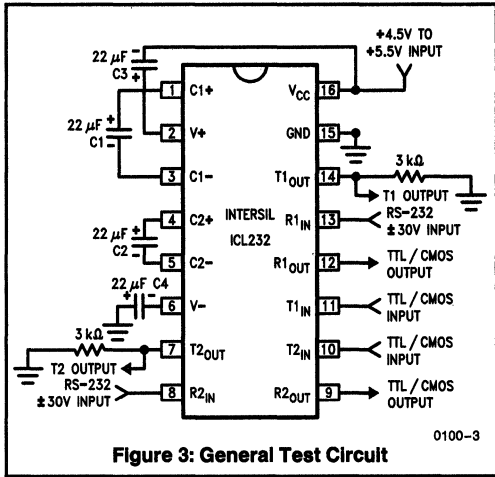 +4.5V TO
+5.5V INPUT
22 μF
C3
+
-
1 C1+
VCC 16
22 μF
C1
+
-
2 V+
GND 15
3 kΩ
3 C1-
T1OUT 14
T1 OUTPUT
4 C2+
INTERSIL
ICL232
R1IN 13
RS-232
±30V INPUT
22 μF
C2
+
-
5 C2-
R1OUT 12
TTL/CMOS
OUTPUT
22 μF C4
+
-
6 V-
T1IN 11
TTL/CMOS
INPUT
3 kΩ
7 T2OUT
T2IN 10
TTL/CMOS
INPUT
T2 OUTPUT
RS-232
±30V INPUT
8 R2IN
R2OUT 9
TTL/CMOS
OUTPUT
0100-3
Figure 3: General Test Circuit